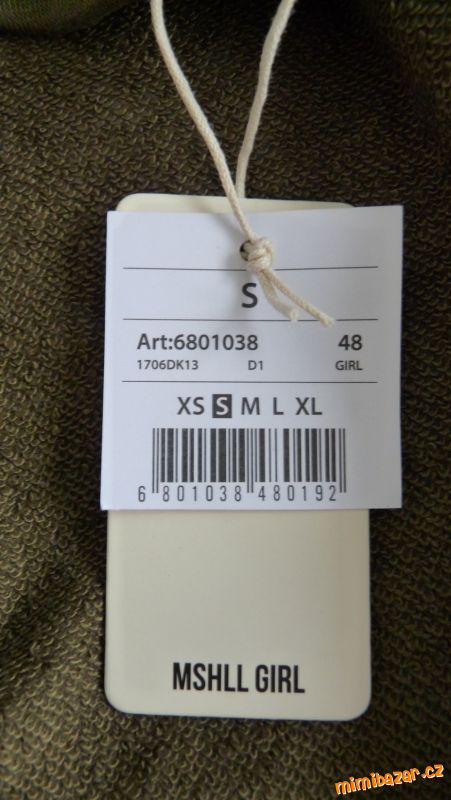 S
Art:6801038 48
1706DK13 D1 GIRL
XS S M L XL
6 801038 480192
MSHLL GIRL
mimibazar.cz